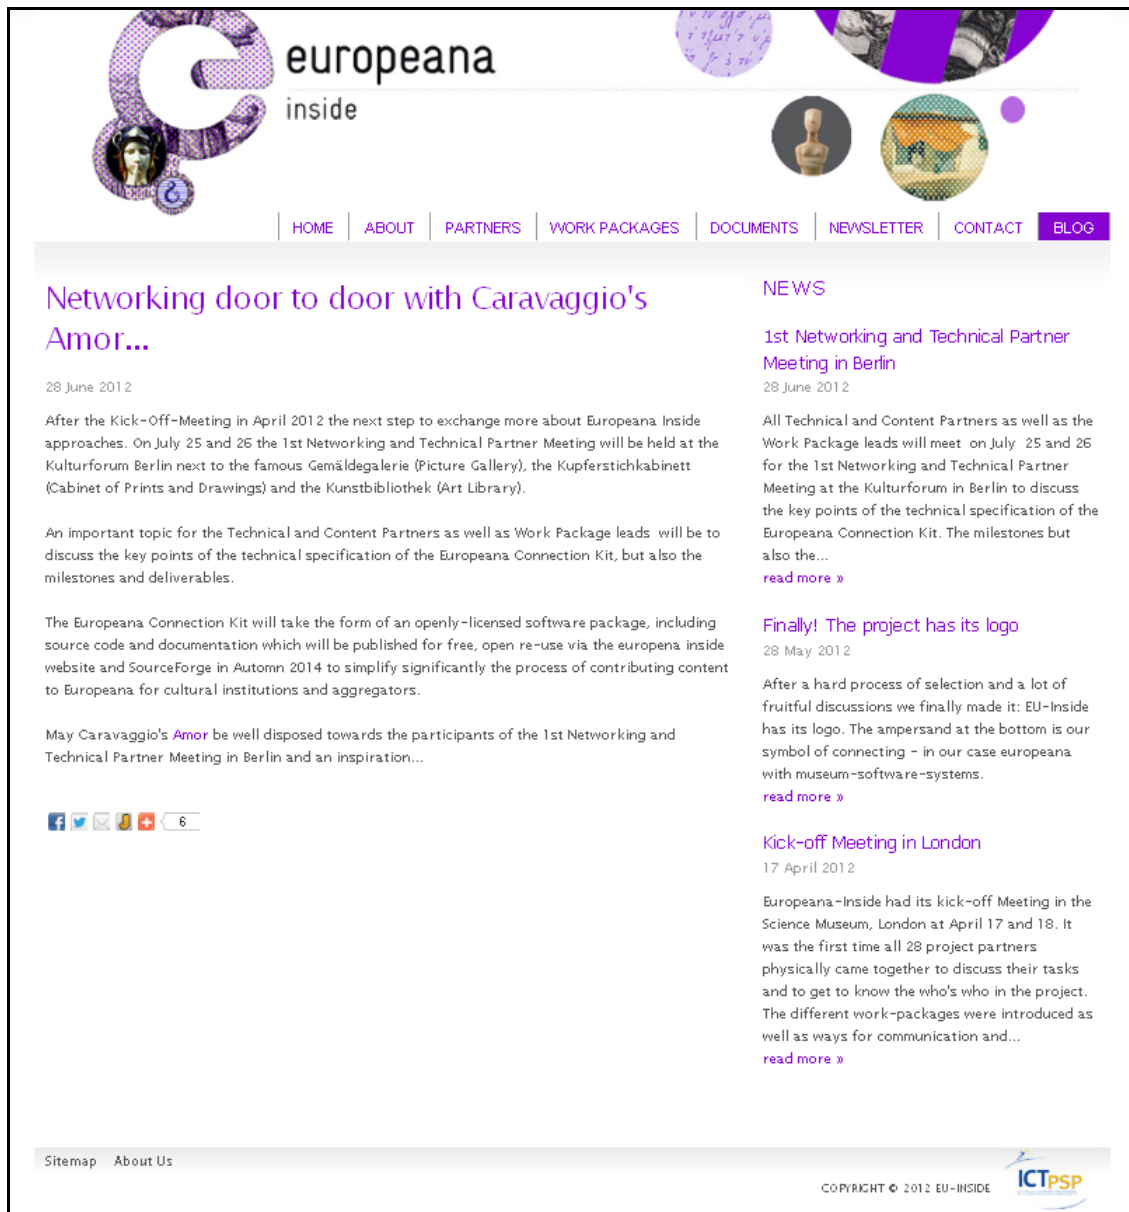 europeana
inside
HOME ABOUT PARTNERS WORK PACKAGES DOCUMENTS NEWSLETTER CONTACT BLOG
Networking door to door with Caravaggio's
Amor...
28 June 2012
After the Kick-Off-Meeting in April 2012 the next step to exchange more about Europeana Inside
approaches. On July 25 and 26 the 1st Networking and Technical Partner Meeting will be held at the
Kulturforum Berlin next to the famous Gemäldegalerie (Picture Gallery), the Kupferstichkabinett
(Cabinet of Prints and Drawings) and the Kunstbibliothek (Art Library).
An important topic for the Technical and Content Partners as well as Work Package leads will be to
discuss the key points of the technical specification of the Europeana Connection Kit, but also the
milestones and deliverables.
The Europeana Connection Kit will take the form of an openly-licensed software package, including
source code and documentation which will be published for free, open re-use via the europena inside
website and SourceForge in Automn 2014 to simplify significantly the process of contributing content
to Europeana for cultural institutions and aggregators.
May Caravaggio's Amor be well disposed towards the participants of the 1st Networking and
Technical Partner Meeting in Berlin and an inspiration...
6
NEWS
1st Networking and Technical Partner
Meeting in Berlin
28 June 2012
All Technical and Content Partners as well as the
Work Package leads will meet on July 25 and 26
for the 1st Networking and Technical Partner
Meeting at the Kulturforum in Berlin to discuss
the key points of the technical specification of the
Europeana Connection Kit. The milestones but
also the...
read more »
Finally! The project has its logo
28 May 2012
After a hard process of selection and a lot of
fruitful discussions we finally made it: EU-Inside
has its logo. The ampersand at the bottom is our
symbol of connecting - in our case europeana
with museum-software-systems.
read more »
Kick-off Meeting in London
17 April 2012
Europeana-Inside had its kick-off Meeting in the
Science Museum, London at April 17 and 18. It
was the first time all 28 project partners
physically came together to discuss their tasks
and to get to know the who's who in the project.
The different work-packages were introduced as
well as ways for communication and...
read more »
Sitemap About Us
COPYRIGHT © 2012 EU-INSIDE
ICTPSP